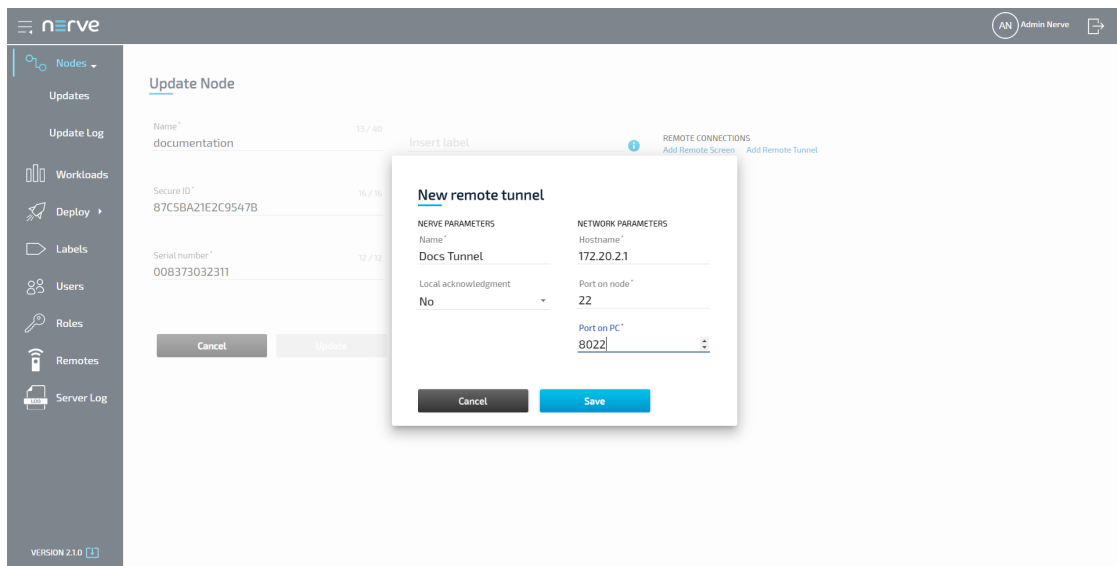 nerve
AN Admin Nerve
Nodes
Updates
Update Log
Workloads
Deploy
Labels
Users
Roles
Remotes
LOG Server Log
VERSION 2.1.0
Update Node
Name* 13 / 40
documentation
Insert label
REMOTE CONNECTIONS
Add Remote Screen Add Remote Tunnel
Secure ID* 16 / 16
87C5BA21E2C9547B
Serial number* 12 / 12
008373032311
Cancel Update
New remote tunnel
NERVE PARAMETERS
Name*
Docs Tunnel
Local acknowledgment
No
NETWORK PARAMETERS
Hostname*
172.20.2.1
Port on node*
22
Port on PC*
8022
Cancel Save